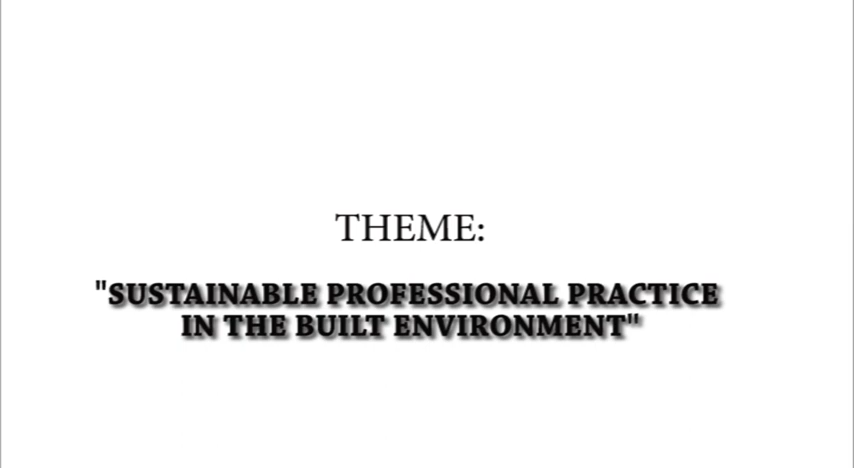 THEME:
"SUSTAINABLE PROFESSIONAL PRACTICE
IN THE BUILT ENVIRONMENT"